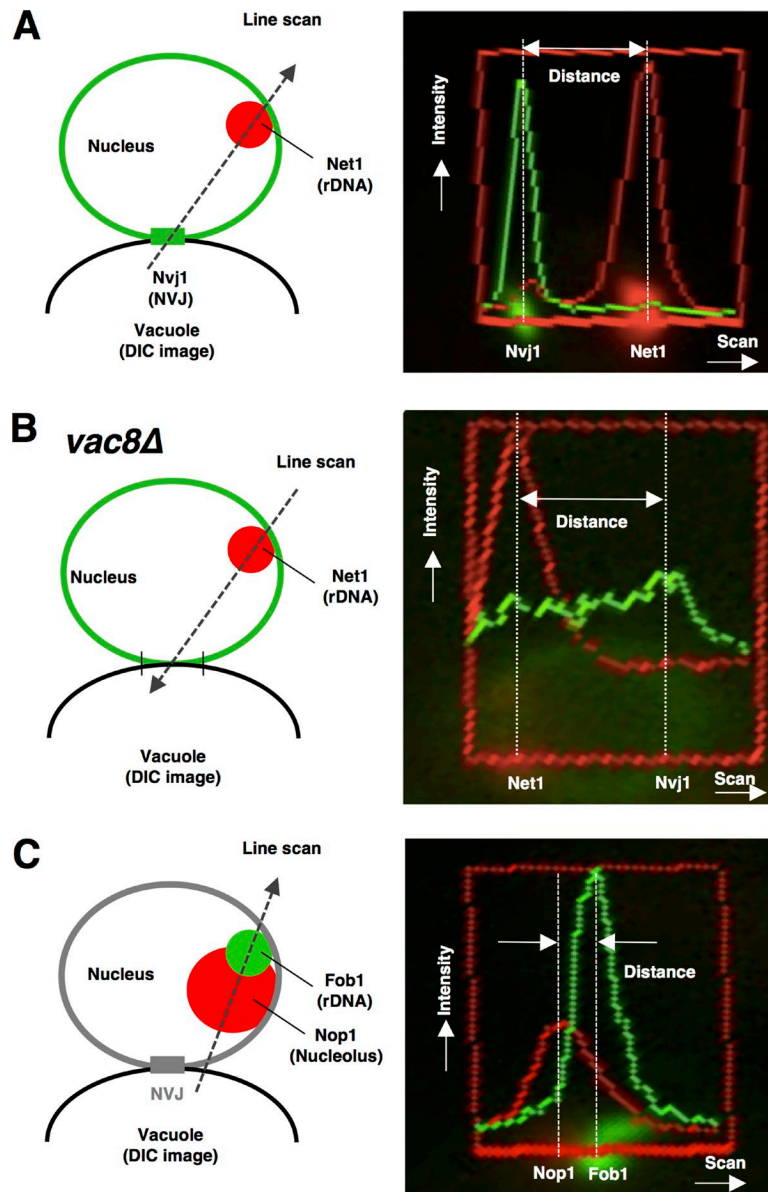 A
Line scan
Nucleus
Net1
(rDNA)
Nvj1
(NVJ)
Vacuole
(DIC image)
Intensity
Distance
Nvj1
Net1
Scan
B
vac8Δ
Line scan
Nucleus
Net1
(rDNA)
Vacuole
(DIC image)
Intensity
Distance
Net1
Nvj1
Scan
C
Line scan
Nucleus
Fob1
(rDNA)
Nop1
(Nucleolus)
NVJ
Vacuole
(DIC image)
Intensity
Distance
Nop1
Fob1
Scan